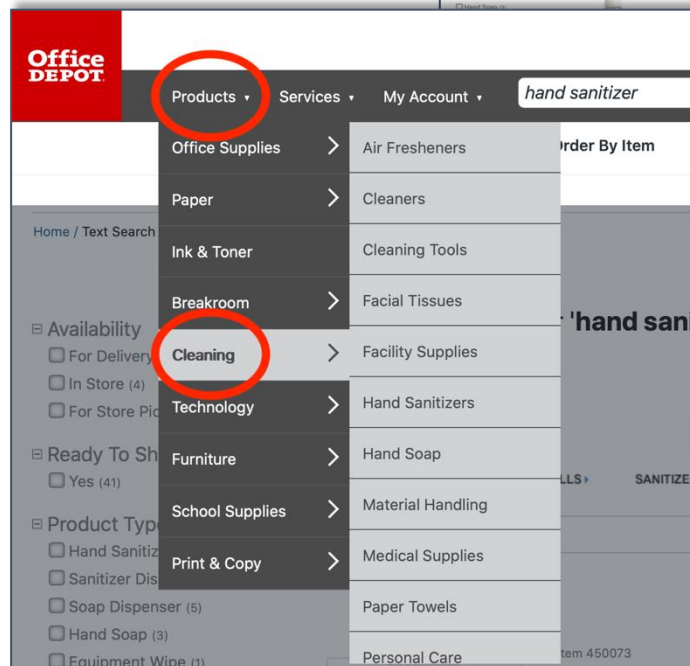 Hand Soap (3)
Office
DEPOT
Products
Services
My Account
hand sanitizer
Office Supplies
Air Fresheners
Order By Item
Paper
Cleaners
Home / Text Search
Ink & Toner
Cleaning Tools
Breakroom
Facial Tissues
'hand sani
Availability
For Delivery
Cleaning
Facility Supplies
In Store (4)
Technology
Hand Sanitizers
For Store Pic
Ready To Sh
Furniture
Hand Soap
Yes (41)
LLS
SANITIZE
School Supplies
Material Handling
Product Typ
Hand Sanitiz
Print & Copy
Medical Supplies
Sanitizer Dis
Soap Dispenser (5)
Paper Towels
Hand Soap (3)
Equipment Wipe (1)
Personal Care
tem 450073